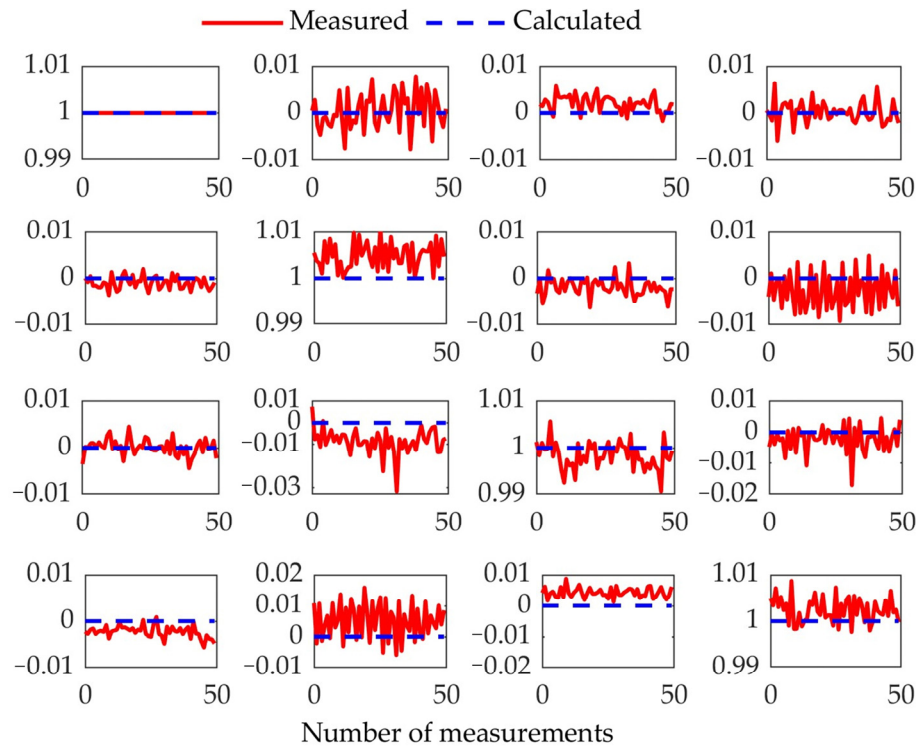 Measured Calculated
1.01 0.01 0.01 0.01
1 0 0 0
0.99 −0.01 −0.01 −0.01
0 50 0 50 0 50 0 50
0.01 1.01 0.01 0.01
0 1 0 0
−0.01 0.99 −0.01 −0.01
0 50 0 50 0 50 0 50
0.01 0.01 1.01 0.01
0 0 1 0
−0.01 −0.01 0.99 −0.01
−0.03 −0.02
0 50 0 50 0 50 0 50
0.01 0.02 0.01 1.01
0 0.01 0 1
−0.01 0 −0.01 0.99
−0.01 −0.02
0 50 0 50 0 50 0 50
Number of measurements